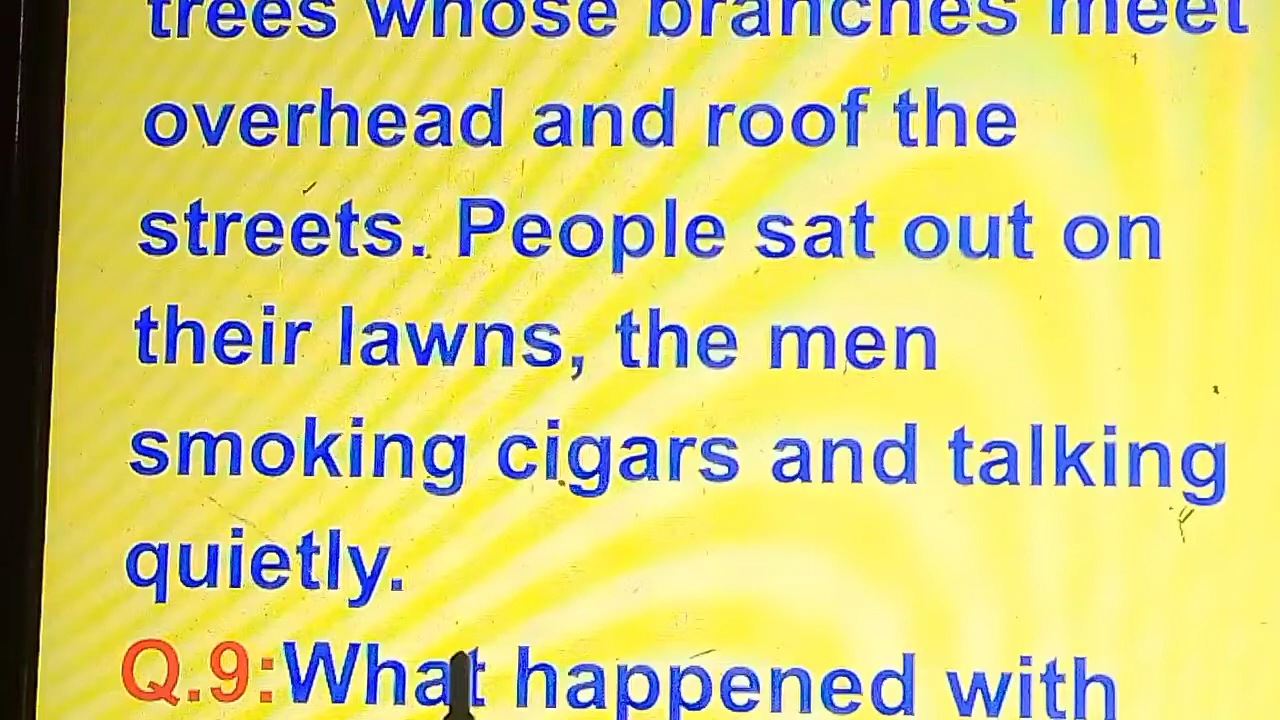 trees whose branches meet
overhead and roof the
streets. People sat out on
their lawns, the men
smoking cigars and talking
quietly.
Q.9:What happened with